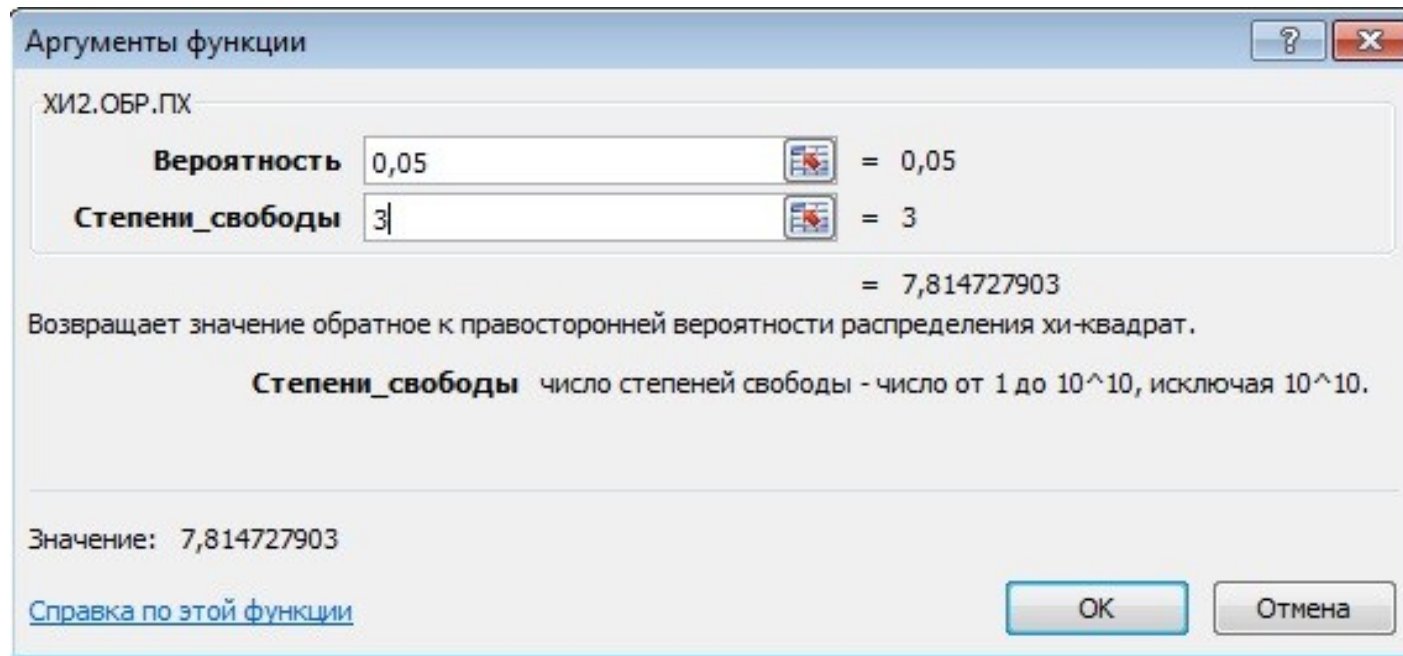 Аргументы функции
ХИ2.ОБР.ПХ
Вероятность 0,05 = 0,05
Степени_свободы 3 = 3
= 7,814727903
Возвращает значение обратное к правосторонней вероятности распределения хи-квадрат.
Степени_свободы число степеней свободы - число от 1 до 10^10, исключая 10^10.
Значение: 7,814727903
Справка по этой функции ОК Отмена